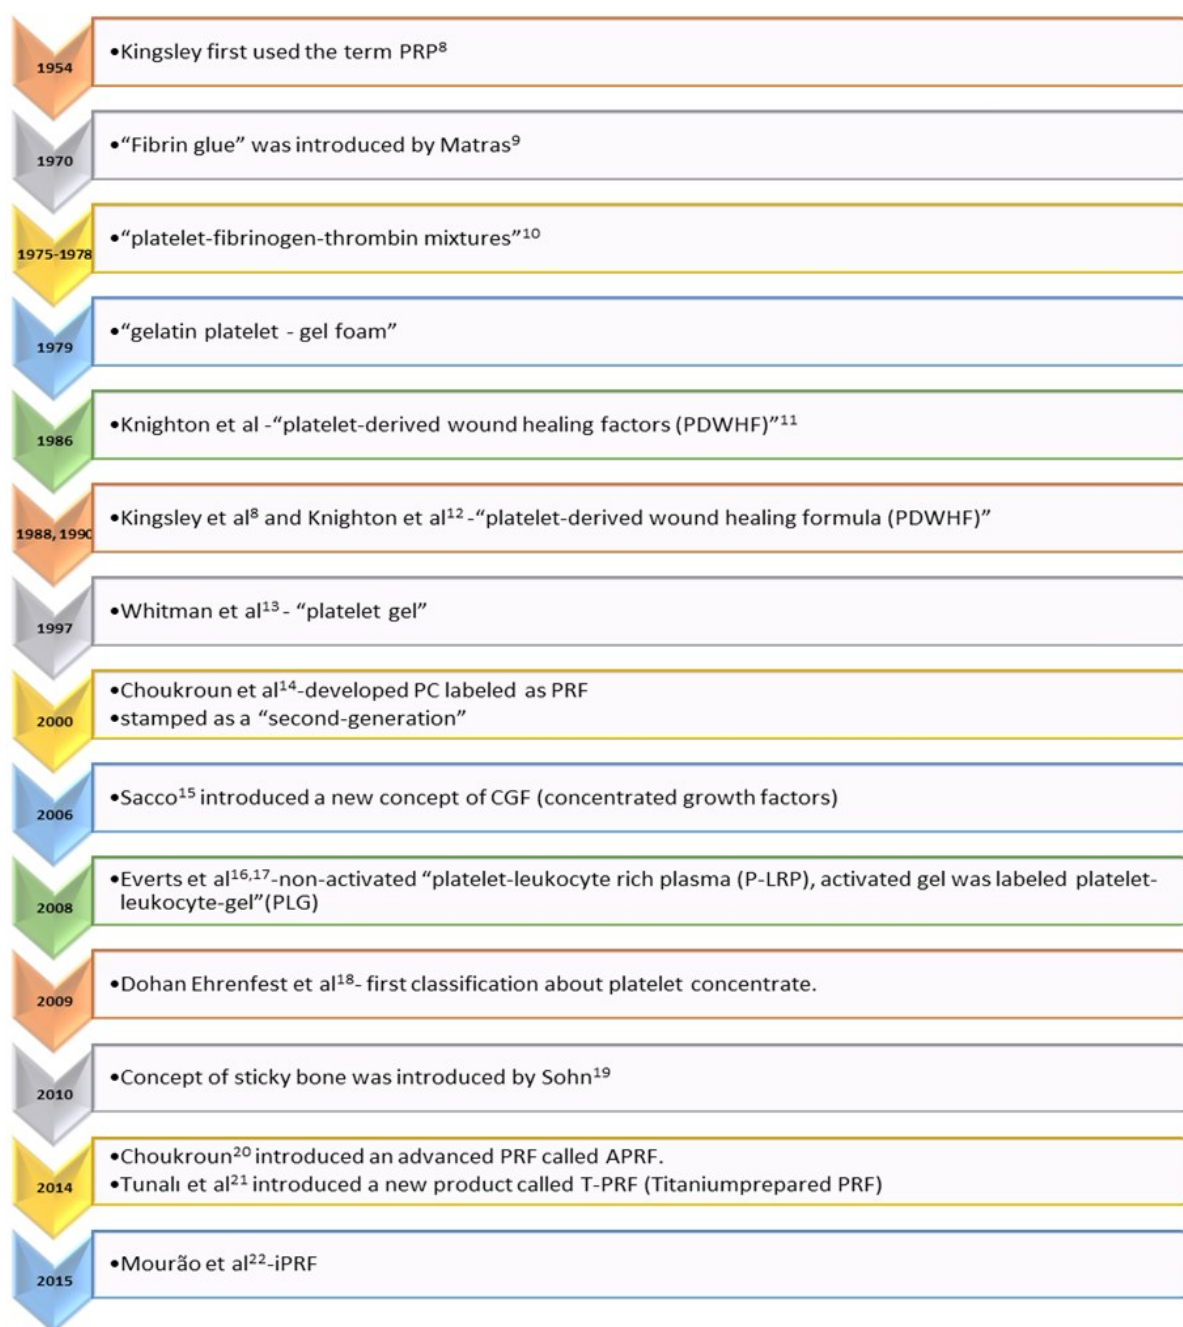 1954
•Kingsley first used the term PRP⁸
1970
•“Fibrin glue” was introduced by Matras⁹
1975-1978
•“platelet-fibrinogen-thrombin mixtures”¹⁰
1979
•“gelatin platelet - gel foam”
1986
•Knighton et al -“platelet-derived wound healing factors (PDWHF)”¹¹
1988, 1990
•Kingsley et al⁸ and Knighton et al¹² -“platelet-derived wound healing formula (PDWHF)”
1997
•Whitman et al¹³ - “platelet gel”
2000
•Choukroun et al¹⁴-developed PC labeled as PRF
•stamped as a “second-generation”
2006
•Sacco¹⁵ introduced a new concept of CGF (concentrated growth factors)
2008
•Everts et al¹⁶,¹⁷-non-activated “platelet-leukocyte rich plasma (P-LRP), activated gel was labeled platelet-
leukocyte-gel”(PLG)
2009
•Dohan Ehrenfest et al¹⁸- first classification about platelet concentrate.
2010
•Concept of sticky bone was introduced by Sohn¹⁹
2014
•Choukroun²⁰ introduced an advanced PRF called APRF.
•Tunalı et al²¹ introduced a new product called T-PRF (Titaniumprepared PRF)
2015
•Mourão et al²²-iPRF